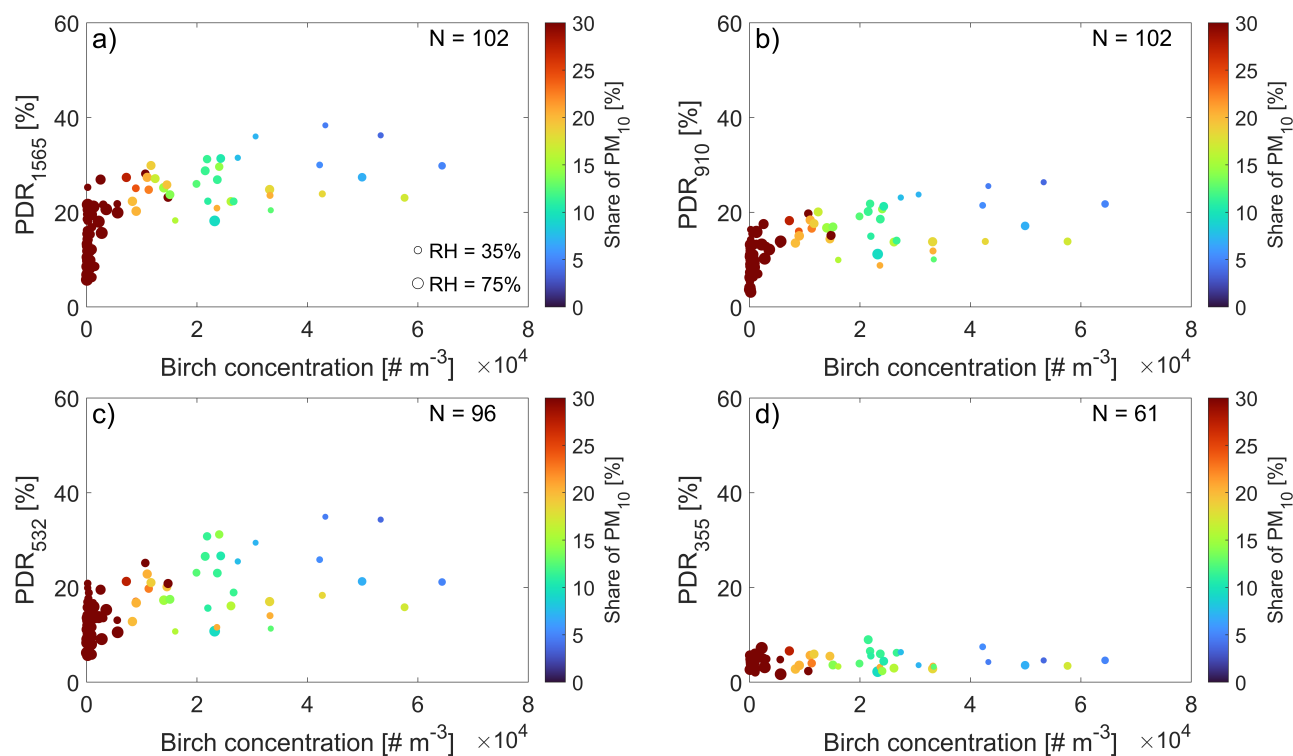 a)
N = 102
PDR1565 [%]
60
40
20
0
0 2 4 6 8
Birch concentration [# m-3]
×10^4
RH = 35%
RH = 75%
30
25
20
15
10
5
0
Share of PM10 [%]
b)
N = 102
PDR910 [%]
60
40
20
0
0 2 4 6 8
Birch concentration [# m-3]
×10^4
30
25
20
15
10
5
0
Share of PM10 [%]
c)
N = 96
PDR532 [%]
60
40
20
0
0 2 4 6 8
Birch concentration [# m-3]
×10^4
30
25
20
15
10
5
0
Share of PM10 [%]
d)
N = 61
PDR355 [%]
60
40
20
0
0 2 4 6 8
Birch concentration [# m-3]
×10^4
30
25
20
15
10
5
0
Share of PM10 [%]